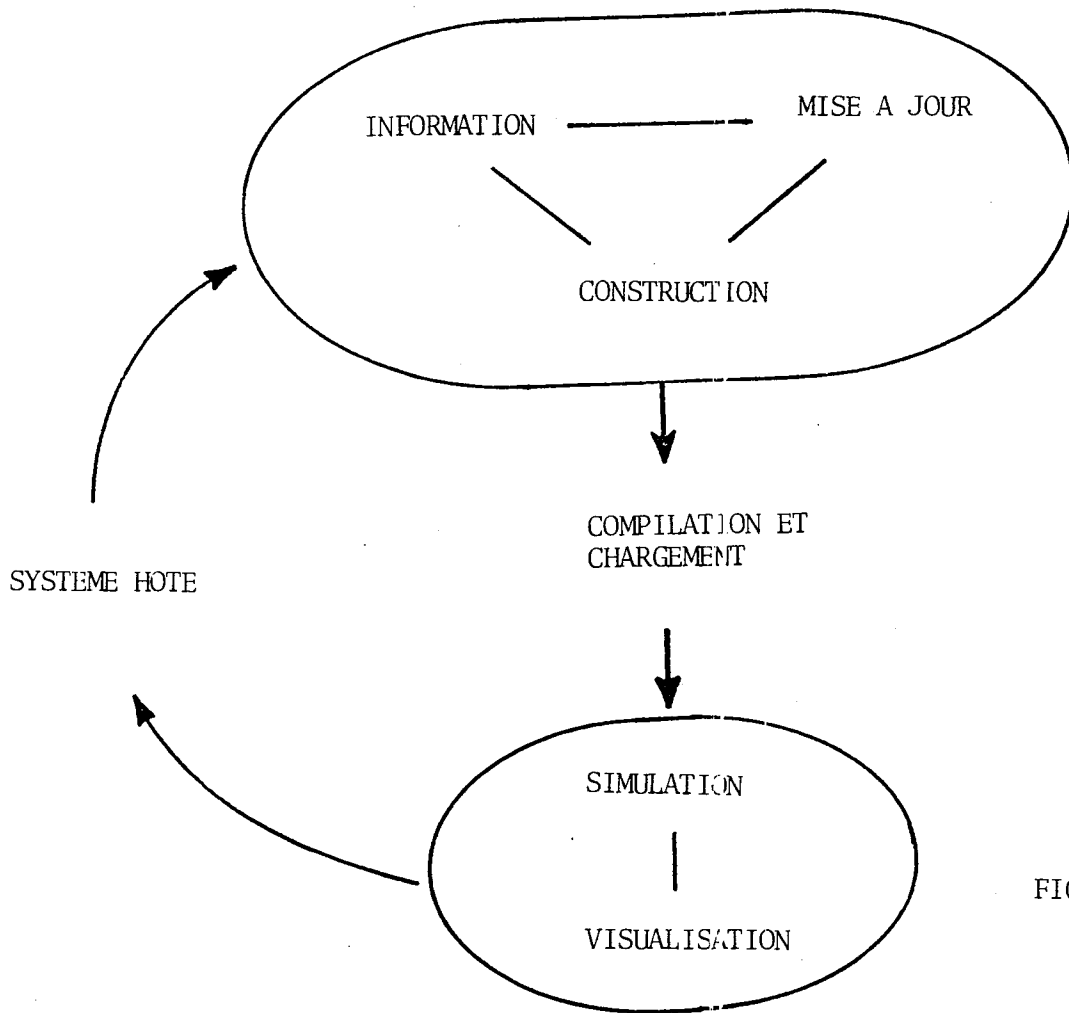 INFORMATION
MISE A JOUR
CONSTRUCTION
COMPILATION ET
CHARGEMENT
SYSTEME HOTE
SIMULATION
VISUALISATION